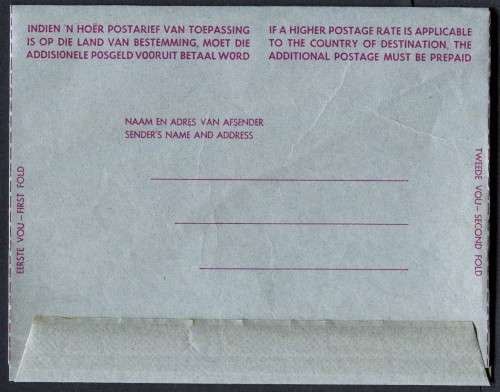 INDIEN 'N HOËR POSTARIEF VAN TOEPASSING
IS OP DIE LAND VAN BESTEMMING, MOET DIE
ADDISIONELE POSGELD VOORUIT BETAAL WORD
IF A HIGHER POSTAGE RATE IS APPLICABLE
TO THE COUNTRY OF DESTINATION, THE
ADDITIONAL POSTAGE MUST BE PREPAID
NAAM EN ADRES VAN AFSENDER
SENDER'S NAME AND ADDRESS
EERSTE VOU – FIRST FOLD
TWEEDE VOU – SECOND FOLD